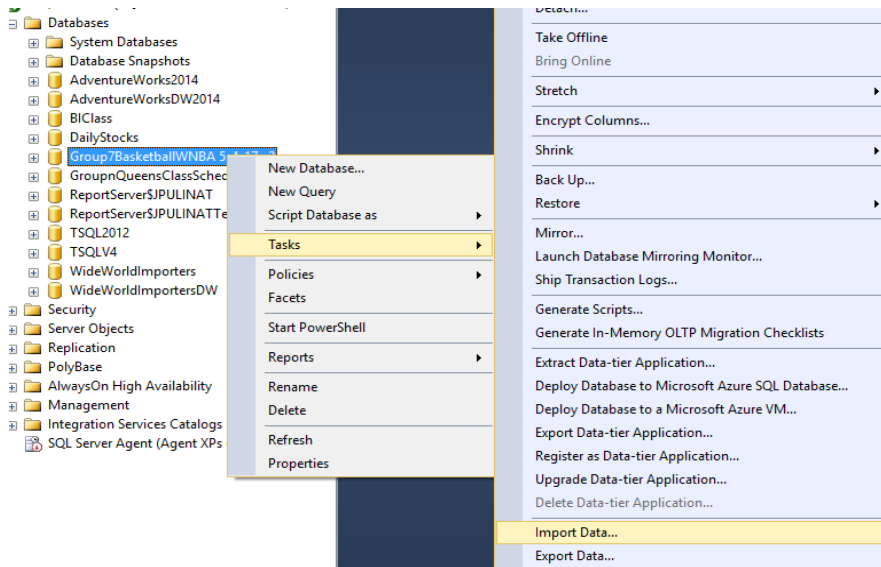 Databases
System Databases
Database Snapshots
AdventureWorks2014
AdventureWorksDW2014
BIClass
DailyStocks
Group7BasketballWNBA
GroupnQueensClassSched
ReportServer$JPULINAT
ReportServer$JPULINATTe
TSQL2012
TSQLV4
WideWorldImporters
WideWorldImportersDW
Security
Server Objects
Replication
PolyBase
AlwaysOn High Availability
Management
Integration Services Catalogs
SQL Server Agent (Agent XPs
New Database...
New Query
Script Database as
Tasks
Policies
Facets
Start PowerShell
Reports
Rename
Delete
Refresh
Properties
Detach...
Take Offline
Bring Online
Stretch
Encrypt Columns...
Shrink
Back Up...
Restore
Mirror...
Launch Database Mirroring Monitor...
Ship Transaction Logs...
Generate Scripts...
Generate In-Memory OLTP Migration Checklists
Extract Data-tier Application...
Deploy Database to Microsoft Azure SQL Database...
Deploy Database to a Microsoft Azure VM...
Export Data-tier Application...
Register as Data-tier Application...
Upgrade Data-tier Application...
Delete Data-tier Application...
Import Data...
Export Data...